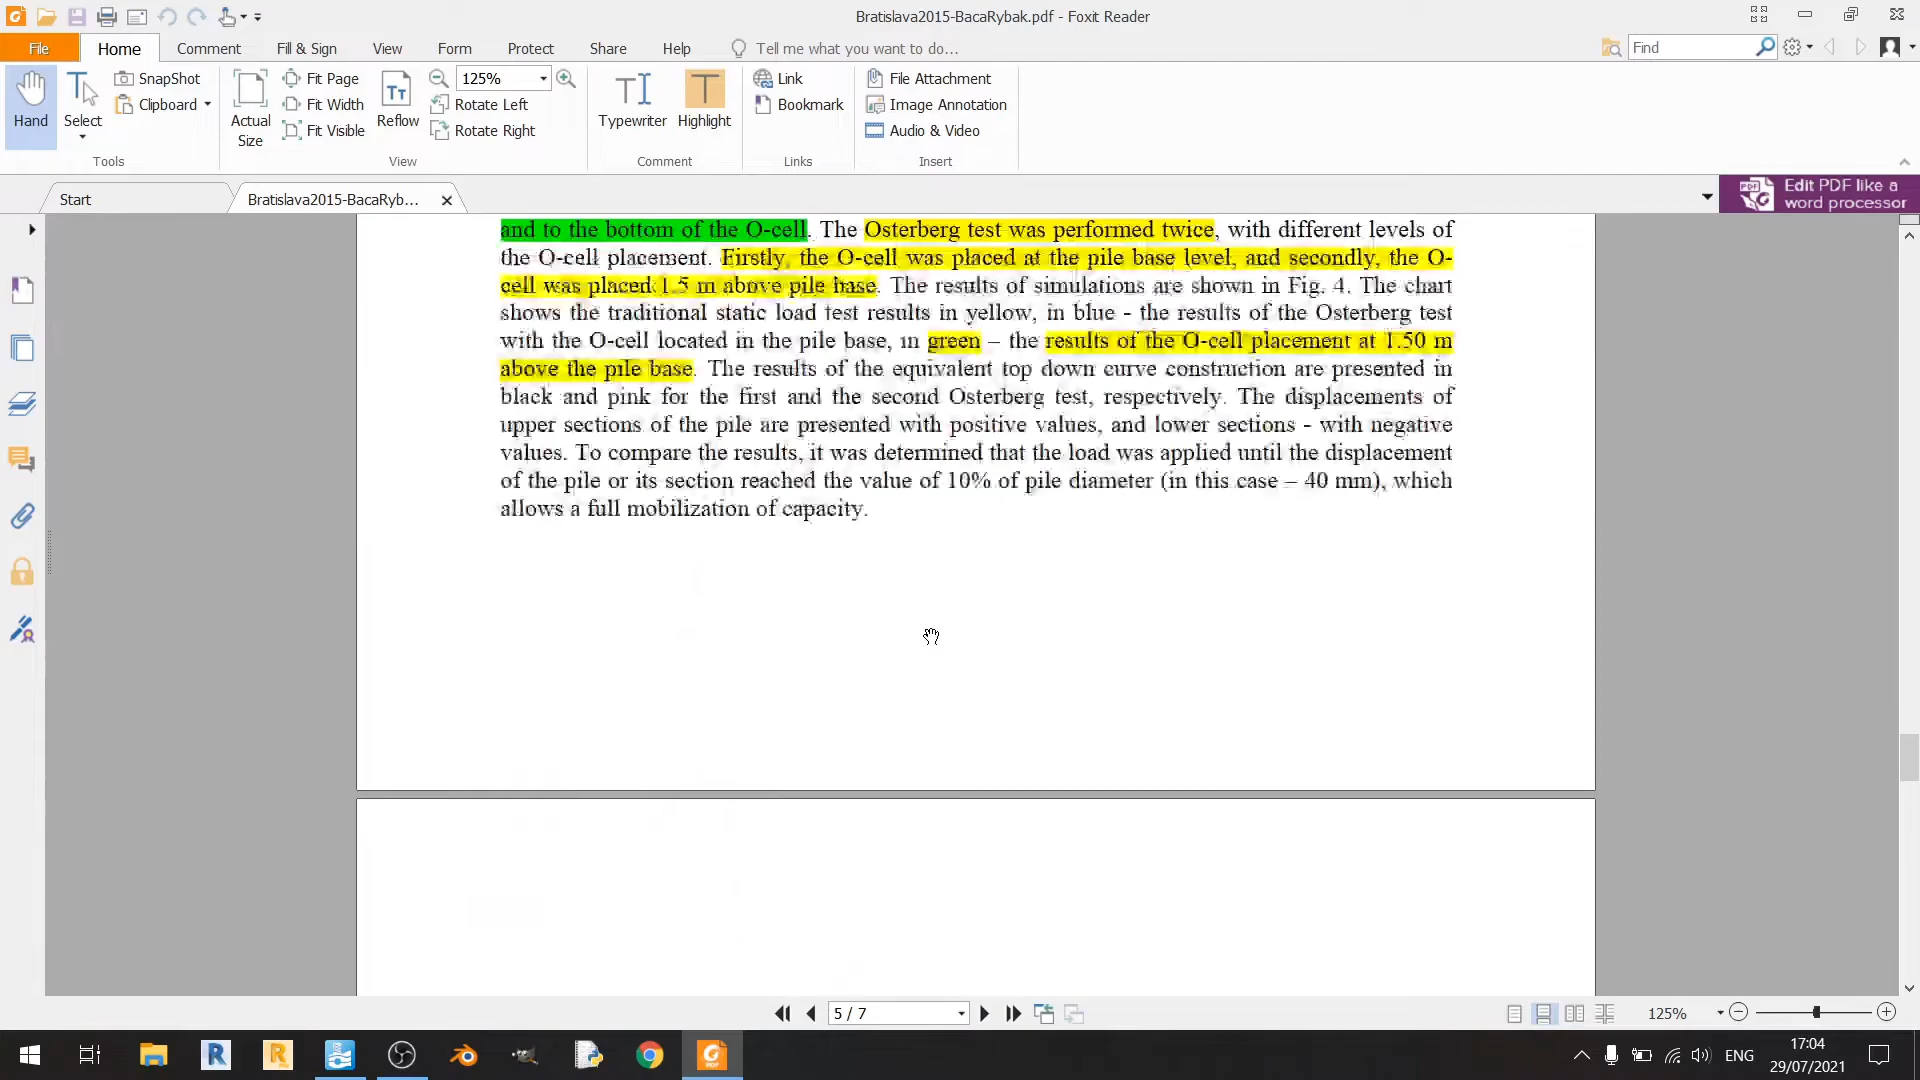 Bratislava2015-BacaRybak.pdf - Foxit Reader
File Home Comment Fill & Sign View Form Protect Share Help Tell me what you want to do... Find
Hand
Select
SnapShot
Clipboard
Tools
Actual Size
Fit Page
Fit Width
Fit Visible
Reflow
125%
Rotate Left
Rotate Right
View
Typewriter
Highlight
Comment
Link
Bookmark
Links
File Attachment
Image Annotation
Audio & Video
Insert
Start
Bratislava2015-BacaRyb...
Edit PDF like a
word processor
and to the bottom of the O-cell. The Osterberg test was performed twice, with different levels of
the O-cell placement. Firstly, the O-cell was placed at the pile base level, and secondly, the O-
cell was placed 1.5 m above pile base. The results of simulations are shown in Fig. 4. The chart
shows the traditional static load test results in yellow, in blue - the results of the Osterberg test
with the O-cell located in the pile base, in green – the results of the O-cell placement at 1.50 m
above the pile base. The results of the equivalent top down curve construction are presented in
black and pink for the first and the second Osterberg test, respectively. The displacements of
upper sections of the pile are presented with positive values, and lower sections - with negative
values. To compare the results, it was determined that the load was applied until the displacement
of the pile or its section reached the value of 10% of pile diameter (in this case – 40 mm), which
allows a full mobilization of capacity.
5 / 7
125%
ENG
17:04
29/07/2021